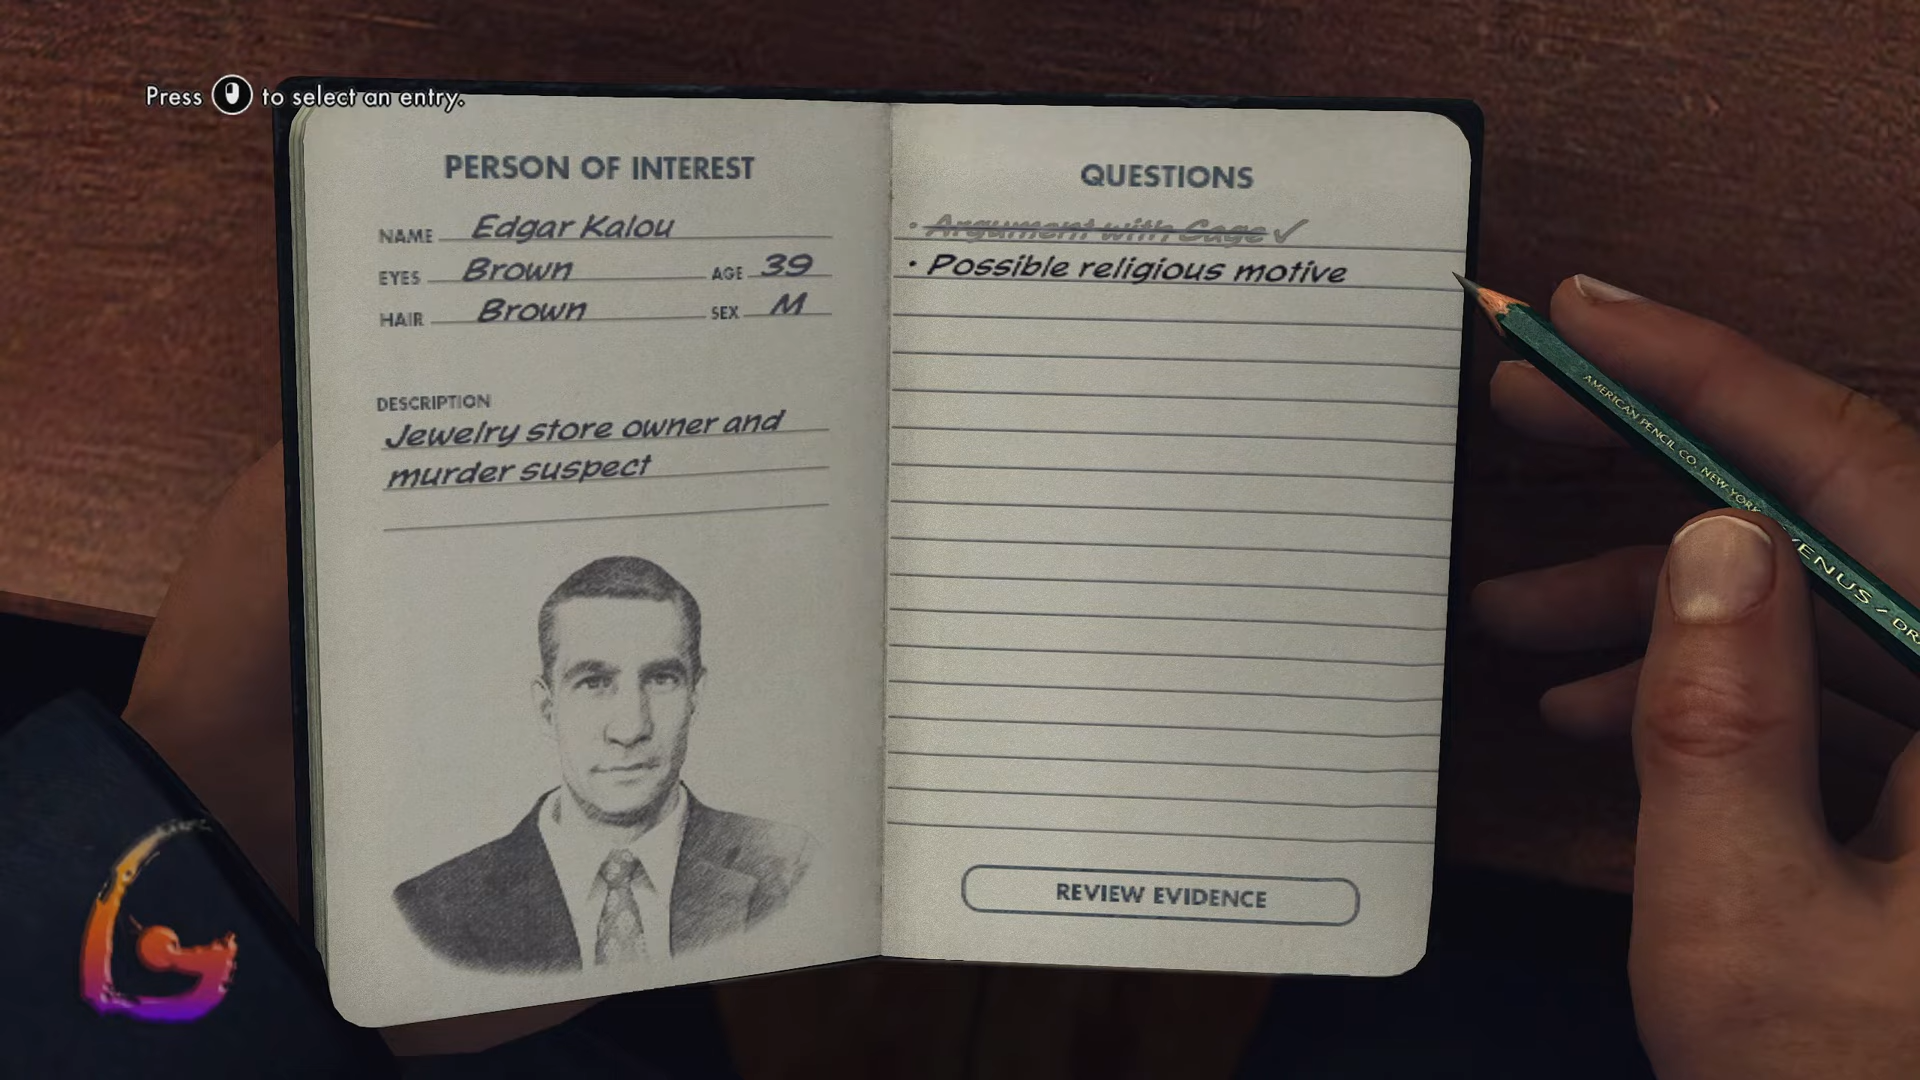 Press to select an entry.
PERSON OF INTEREST
NAME Edgar Kalou
EYES Brown AGE 39
HAIR Brown SEX M
DESCRIPTION
Jewelry store owner and
murder suspect
QUESTIONS
· Argument with Gage ✓
· Possible religious motive
REVIEW EVIDENCE
AMERICAN PENCIL CO. NEW YORK VENUS / DRA